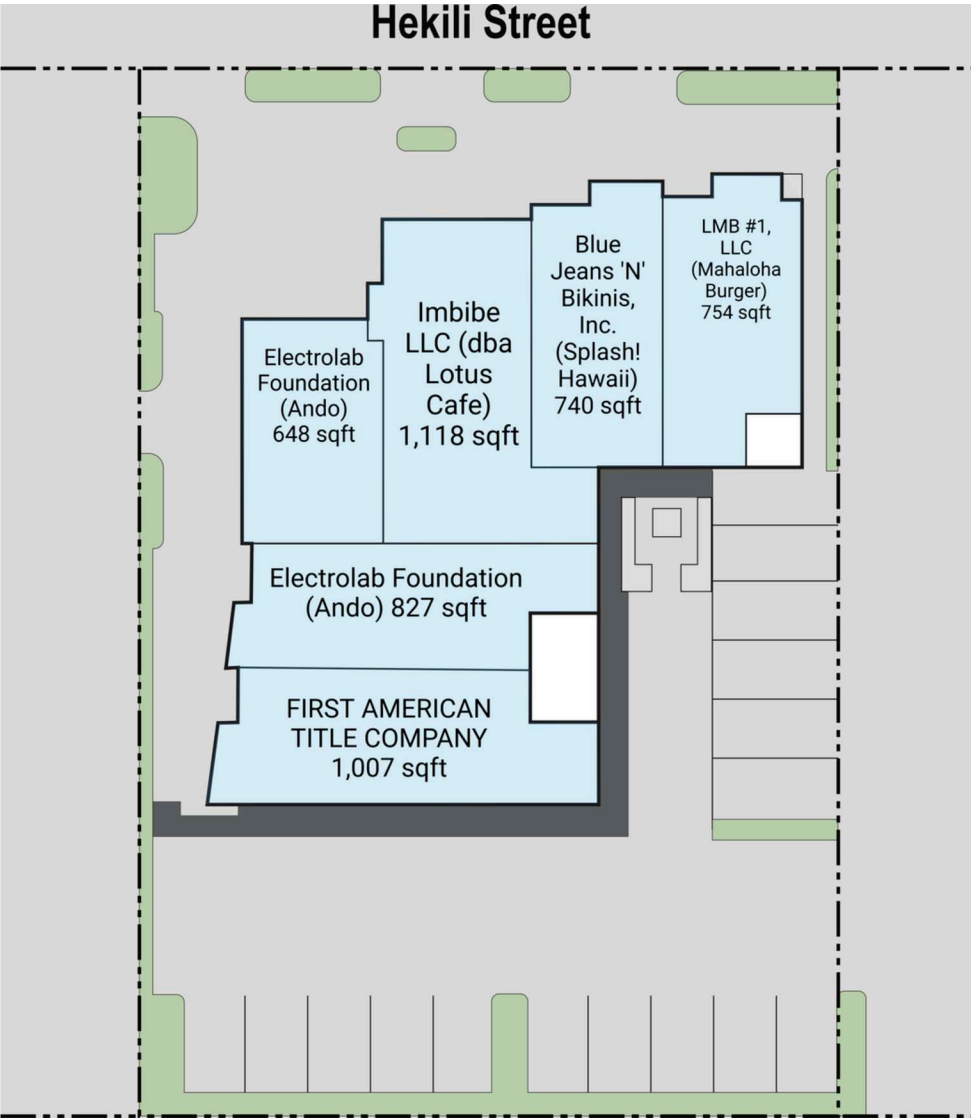 Hekili Street
LMB #1,
LLC
(Mahaloha
Burger)
754 sqft
Blue
Jeans 'N'
Bikinis,
Inc.
(Splash!
Hawaii)
740 sqft
Imbibe
LLC (dba
Lotus
Cafe)
1,118 sqft
Electrolab
Foundation
(Ando)
648 sqft
Electrolab Foundation
(Ando) 827 sqft
FIRST AMERICAN
TITLE COMPANY
1,007 sqft